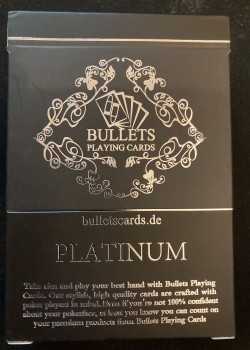 BULLETS
PLAYING CARDS
bulletscards.de
PLATINUM
Take aim and play your best hand with Bullets Playing
Cards. Our stylish, high quality cards are crafted with
poker players in mind. Even if you're not 100% confident
about your pokerface, at least you know you can count on
your premium products from Bullets Playing Cards